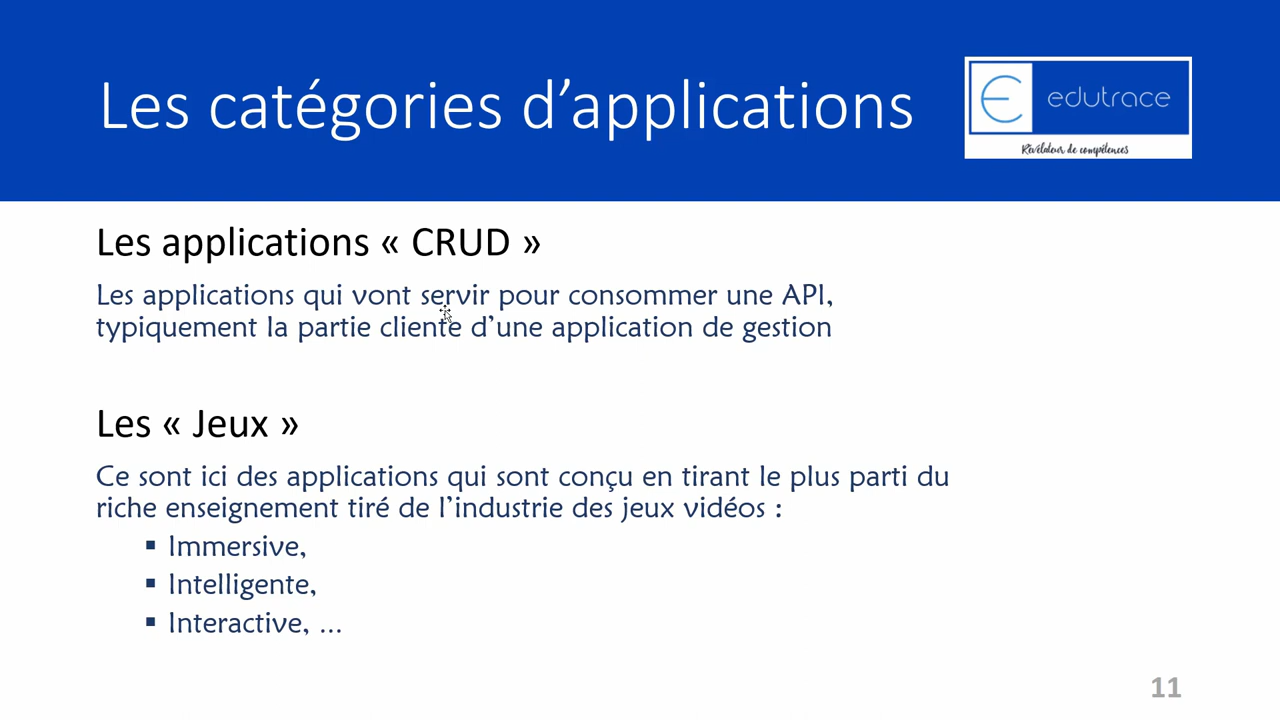 Les catégories d’applications
edutrace
Révélateur de compétences
Les applications « CRUD »
Les applications qui vont servir pour consommer une API,
typiquement la partie cliente d’une application de gestion
Les « Jeux »
Ce sont ici des applications qui sont conçu en tirant le plus parti du
riche enseignement tiré de l’industrie des jeux vidéos :
▪ Immersive,
▪ Intelligente,
▪ Interactive, ...
11